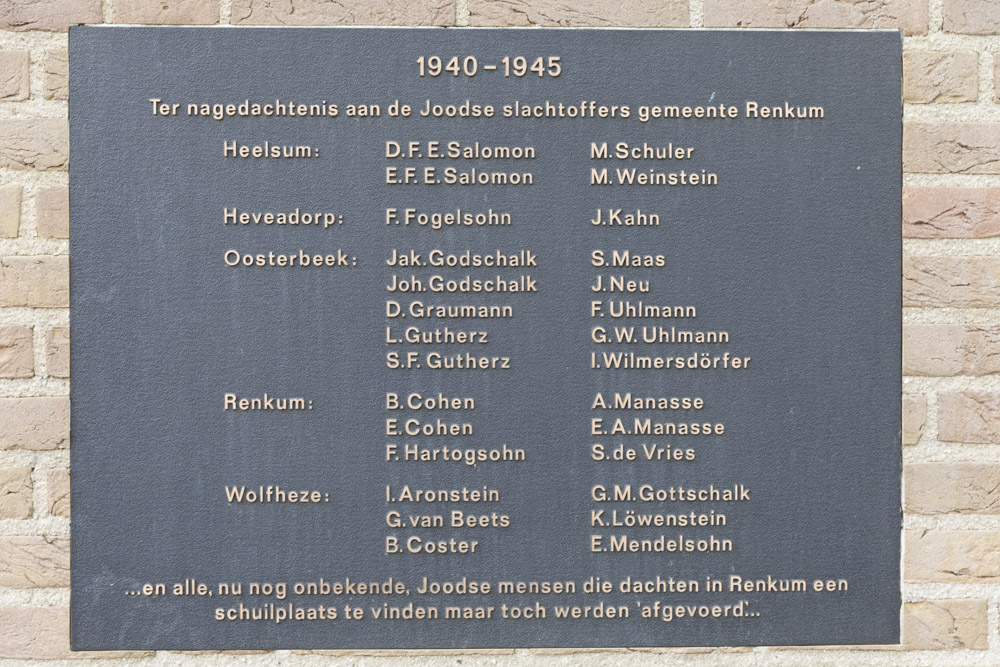 1940-1945
Ter nagedachtenis aan de Joodse slachtoffers gemeente Renkum
Heelsum: D.F.E.Salomon M.Schuler
E.F.E.Salomon M.Weinstein
Heveadorp: F.Fogelsohn J.Kahn
Oosterbeek: Jak.Godschalk S.Maas
Joh.Godschalk J.Neu
D.Graumann F.Uhlmann
L.Gutherz G.W.Uhlmann
S.F.Gutherz I.Wilmersdörfer
Renkum: B.Cohen A.Manasse
E.Cohen E.A.Manasse
F.Hartogsohn S.de Vries
Wolfheze: I.Aronstein G.M.Gottschalk
G.van Beets K.Löwenstein
B.Coster E.Mendelsohn
...en alle, nu nog onbekende, Joodse mensen die dachten in Renkum een
schuilplaats te vinden maar toch werden 'afgevoerd'...